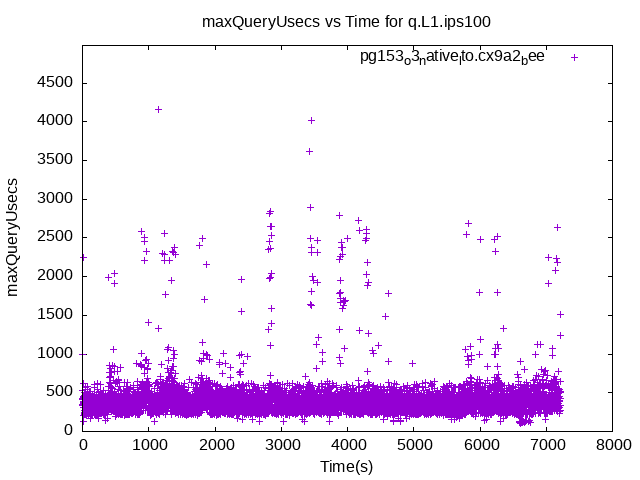 maxQueryUsecs vs Time for q.L1.ips100
pg153_o3_native_lto.cx9a2_bee
4500
4000
3500
3000
2500
2000
1500
1000
500
0
maxQueryUsecs
0 1000 2000 3000 4000 5000 6000 7000 8000
Time(s)